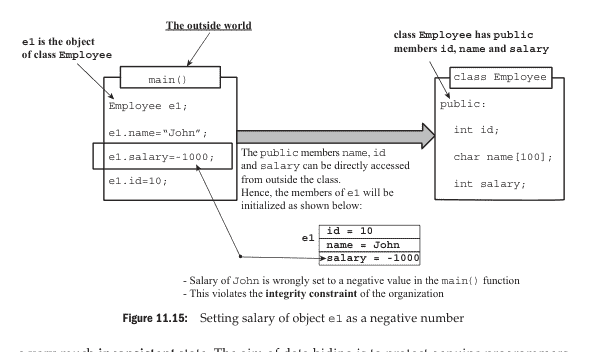 The outside world
e1 is the object
of class Employee
class Employee has public
members id, name and salary
main()
Employee e1;
e1.name="John";
e1.salary=-1000;
e1.id=10;
class Employee
public:
int id;
char name[100];
int salary;
The public members name, id
and salary can be directly accessed
from outside the class.
Hence, the members of e1 will be
initialized as shown below:
e1
id = 10
name = John
salary = -1000
- Salary of John is wrongly set to a negative value in the main() function
- This violates the integrity constraint of the organization
Figure 11.15: Setting salary of object e1 as a negative number